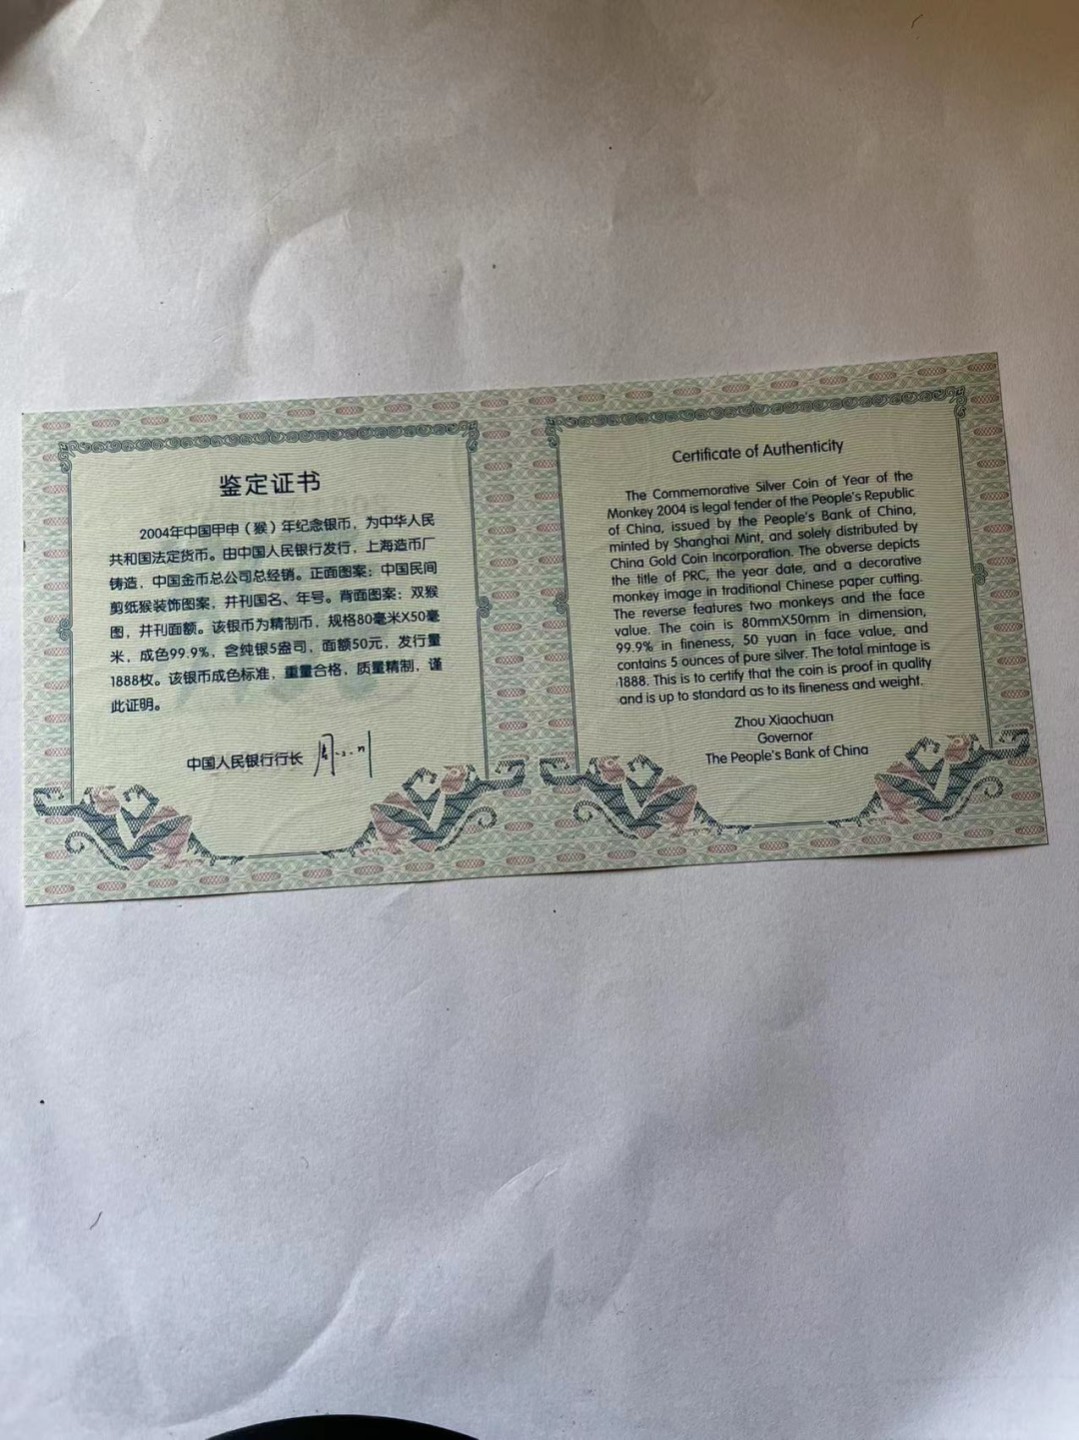 鉴定证书
2004年中国甲申（猴）年纪念银币，为中华人民
共和国法定货币。由中国人民银行发行，上海造币厂
铸造，中国金币总公司总经销。正面图案：中国民间
剪纸猴装饰图案，并刊国名、年号。背面图案：双猴
图，并刊面额。该银币为精制币，规格80毫米X50毫
米，成色99.9%，含纯银5盎司，面额50元，发行量
1888枚。该银币成色标准，重量合格，质量精制，谨
此证明。
中国人民银行行长
Certificate of Authenticity
The Commemorative Silver Coin of Year of the
Monkey 2004 is legal tender of the People's Republic
of China, issued by the People's Bank of China,
minted by Shanghai Mint, and solely distributed by
China Gold Coin Incorporation. The obverse depicts
the title of PRC, the year date, and a decorative
monkey image in traditional Chinese paper cutting.
The reverse features two monkeys and the face
value. The coin is 80mmX50mm in dimension,
99.9% in fineness, 50 yuan in face value, and
contains 5 ounces of pure silver. The total mintage is
1888. This is to certify that the coin is proof in quality
and is up to standard as to its fineness and weight.
Zhou Xiaochuan
Governor
The People's Bank of China